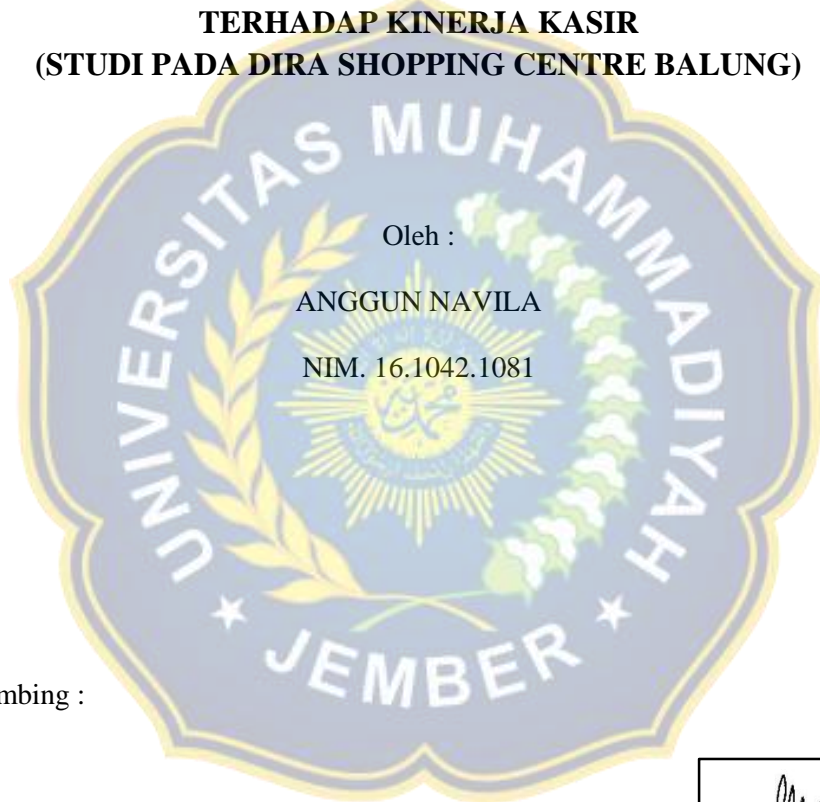 TERHADAP KINERJA KASIR
(STUDI PADA DIRA SHOPPING CENTRE BALUNG)
UNIVERSITAS MUHAMMADIYAH
Oleh :
ANGGUN NAVILA
NIM. 16.1042.1081
محمد
JEMBER
mbing :